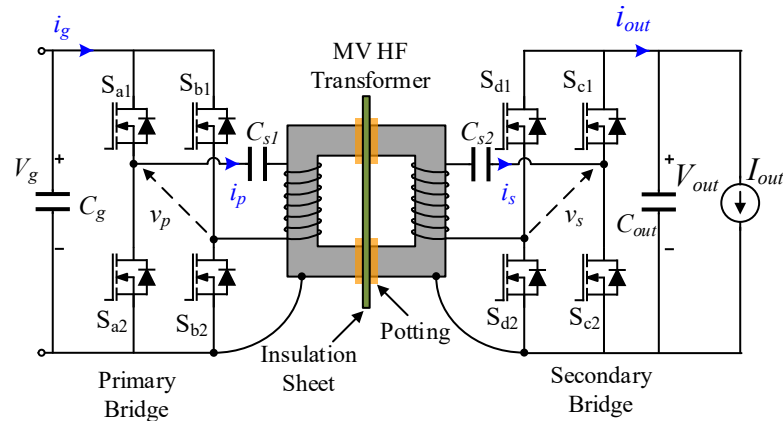 i_g
i_out
MV HF
Transformer
S_a1
S_b1
S_d1
S_c1
C_s1
C_s2
V_g
+
C_g
−
v_p
i_p
i_s
v_s
+
V_out
C_out
−
I_out
S_a2
S_b2
S_d2
S_c2
Potting
Insulation
Sheet
Primary
Bridge
Secondary
Bridge